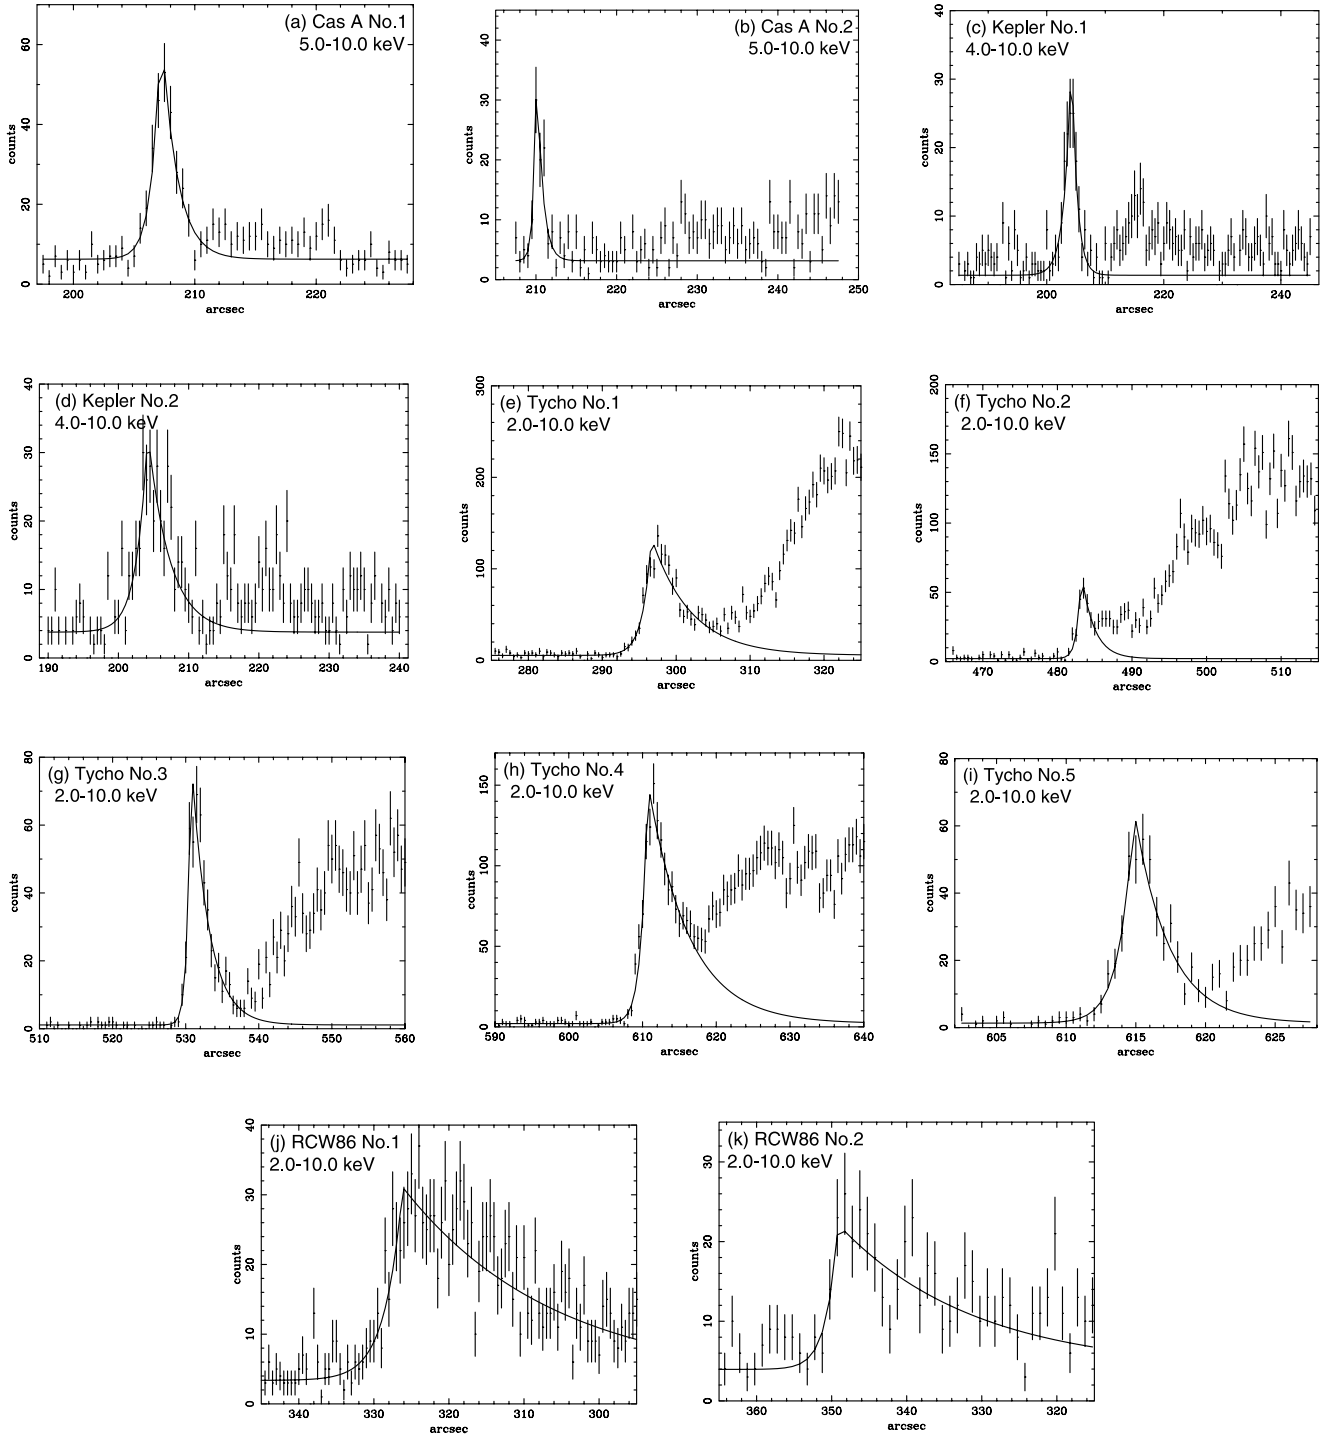 (a) Cas A No.1
5.0-10.0 keV
counts
0 20 40 60
200 210 220
arcsec
(b) Cas A No.2
5.0-10.0 keV
counts
0 10 20 30 40
210 215 220 225 230 235 240 245 250
arcsec
(c) Kepler No.1
4.0-10.0 keV
counts
0 10 20 30 40
200 220 240
arcsec
(d) Kepler No.2
4.0-10.0 keV
counts
0 10 20 30 40
190 200 210 220 230 240
arcsec
(e) Tycho No.1
2.0-10.0 keV
counts
0 100 200 300
280 290 300 310 320
arcsec
(f) Tycho No.2
2.0-10.0 keV
counts
0 50 100 150 200
470 480 490 500 510
arcsec
(g) Tycho No.3
2.0-10.0 keV
counts
0 20 40 60 80
510 520 530 540 550 560
arcsec
(h) Tycho No.4
2.0-10.0 keV
counts
0 50 100 150
590 600 610 620 630 640
arcsec
(i) Tycho No.5
2.0-10.0 keV
counts
0 20 40 60 80
605 610 615 620 625
arcsec
(j) RCW86 No.1
2.0-10.0 keV
counts
0 10 20 30 40
340 330 320 310 300
arcsec
(k) RCW86 No.2
2.0-10.0 keV
counts
0 10 20 30
360 350 340 330 320
arcsec